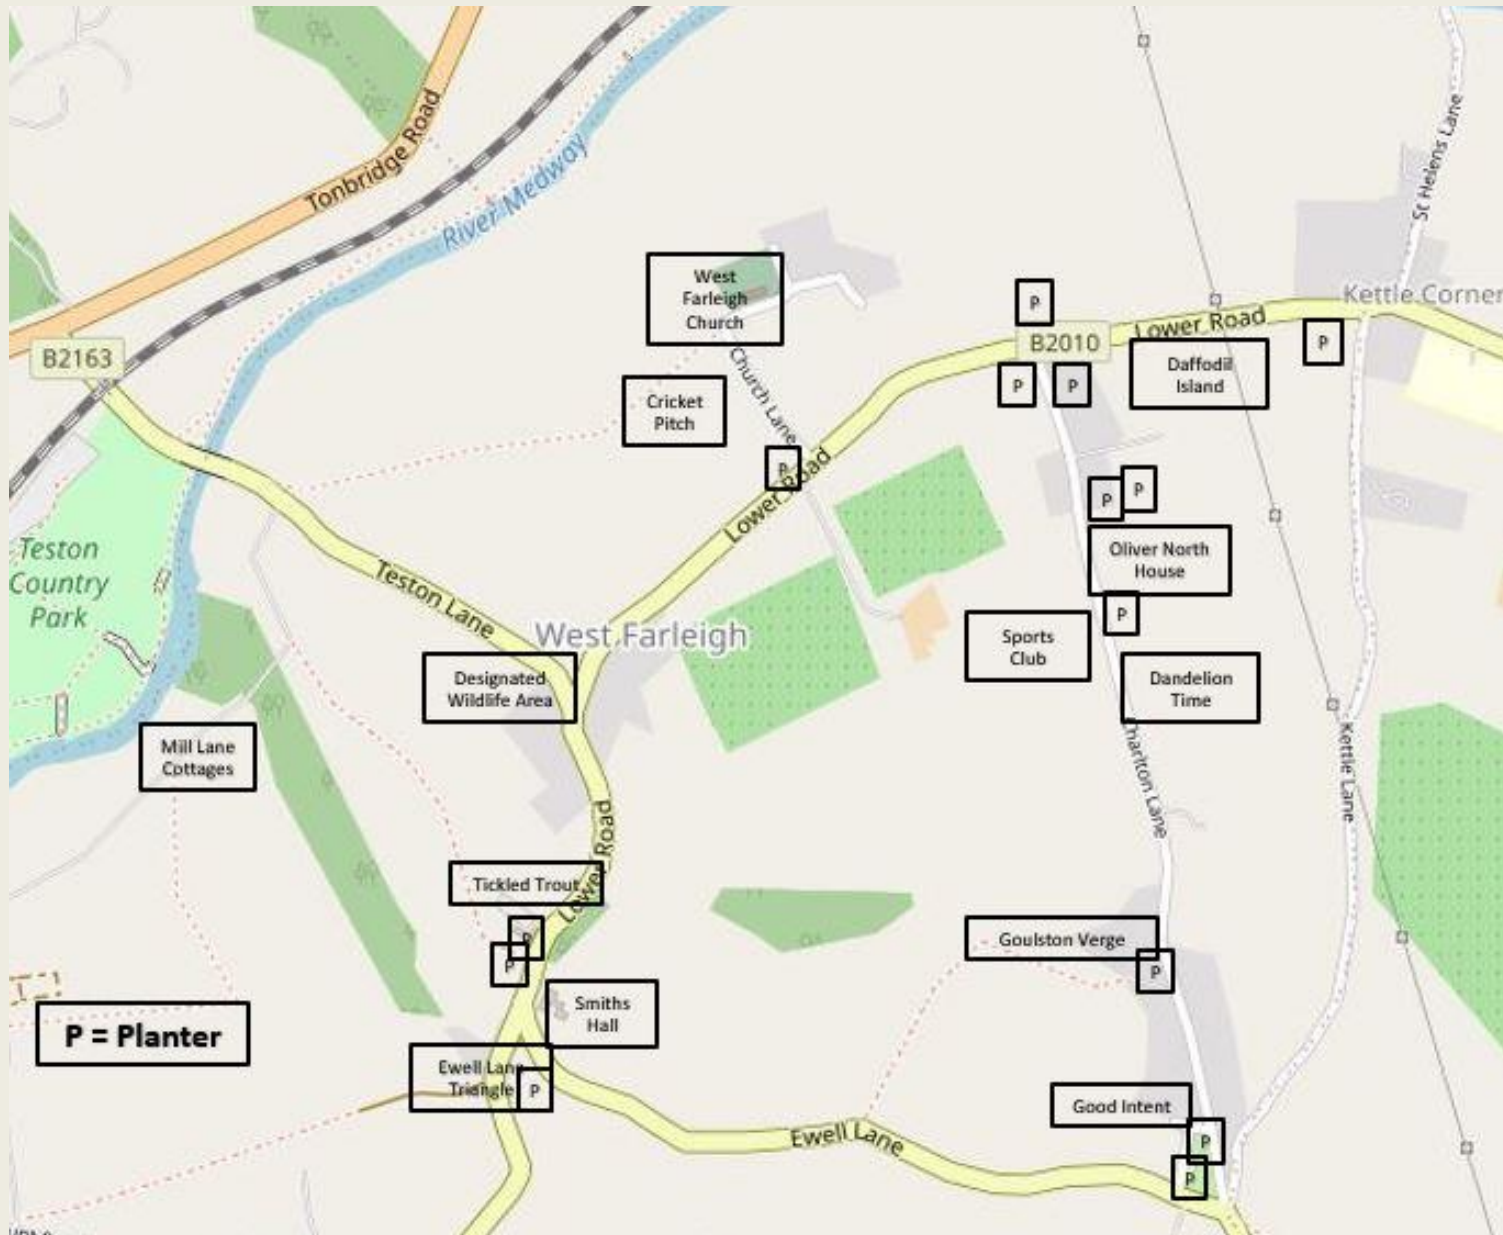 Tonbridge Road
River Medway
St Helens Lane
West
Farleigh
Church
P
Kettle Corner
Lower Road
B2163
B2010
P
Daffodil
Island
P
P
Church Lane
Cricket
Pitch
P
Lower Road
P
P
Teston
Country
Park
Oliver North
House
Teston Lane
P
West Farleigh
Sports
Club
Designated
Wildlife Area
Dandelion
Time
Mill Lane
Cottages
Charlton Lane
Kettle Lane
Lower Road
Tickled Trout
Lower Road
P
P
Goulston Verge
P
P = Planter
Smiths
Hall
Ewell Lane
Triangle
P
Good Intent
Ewell Lane
P
P